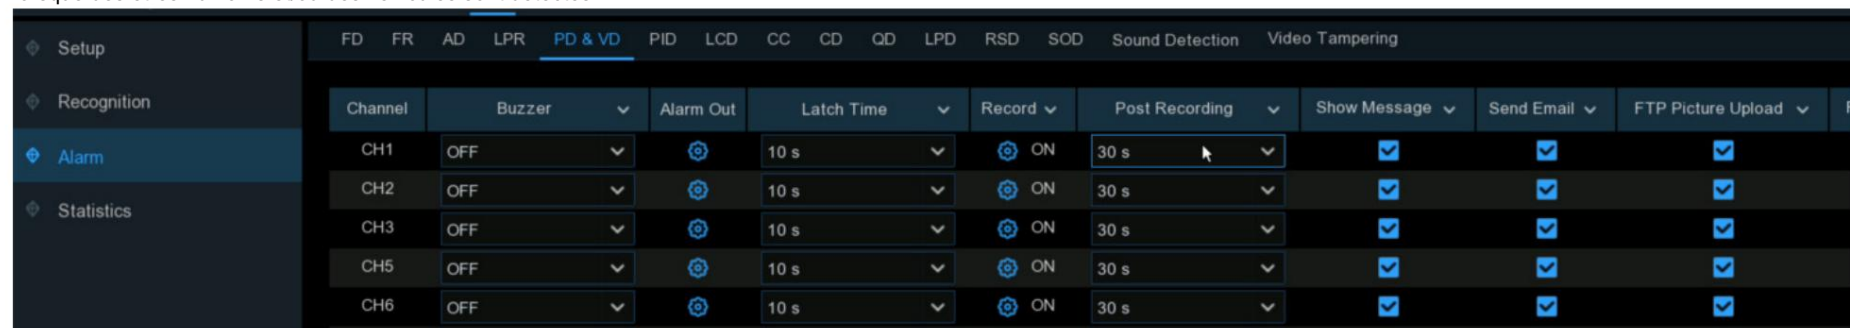 Setup
Recognition
Alarm
Statistics
FD FR AD LPR PD & VD PID LCD CC CD QD LPD RSD SOD Sound Detection Video Tampering
Channel Buzzer Alarm Out Latch Time Record Post Recording Show Message Send Email FTP Picture Upload
CH1 OFF 10 s ON 30 s
CH2 OFF 10 s ON 30 s
CH3 OFF 10 s ON 30 s
CH5 OFF 10 s ON 30 s
CH6 OFF 10 s ON 30 s